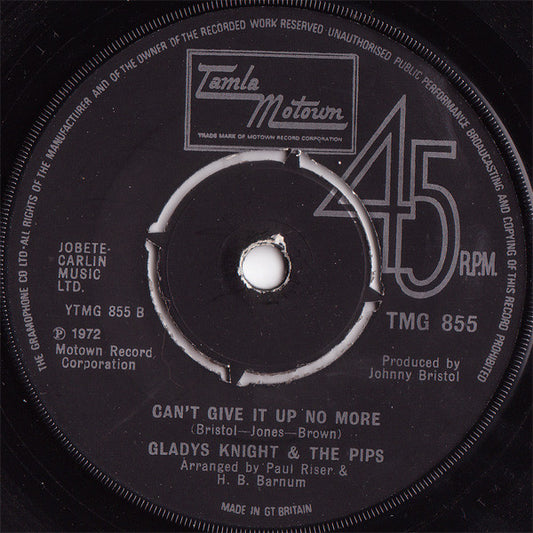 THE GRAMOPHONE CO LTD-ALL RIGHTS OF THE MANUFACTURER AND OF THE OWNER OF THE RECORDED WORK RESERVED UNAUTHORISED PUBLIC PERFORMANCE BROADCASTING AND COPYING OF THIS RECORD PROHIBITED
Tamla
Motown
TRADE MARK OF MOTOWN RECORD CORPORATION
45
R.P.M.
JOBETE-
CARLIN
MUSIC
LTD.
YTMG 855 B
℗ 1972
Motown Record
Corporation
TMG 855
Produced by
Johnny Bristol
CAN'T GIVE IT UP NO MORE
(Bristol—Jones—Brown)
GLADYS KNIGHT & THE PIPS
Arranged by Paul Riser &
H. B. Barnum
MADE IN GT BRITAIN